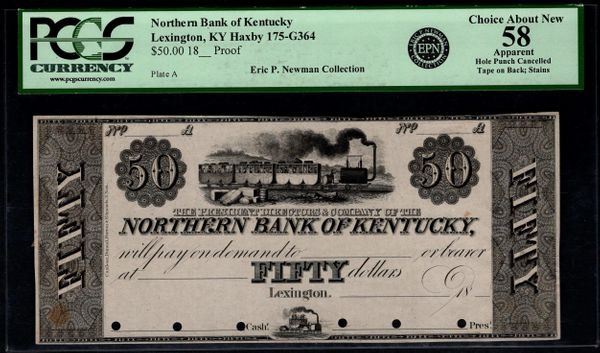 PCGS
CURRENCY
www.pcgscurrency.com
Northern Bank of Kentucky
Lexington, KY Haxby 175-G364
$50.00 18__ Proof
Plate A
Eric P. Newman Collection
ERIC P. NEWMAN
EPN
COLLECTION
Choice About New
58
Apparent
Hole Punch Cancelled
Tape on Back; Stains
No A
No A
FIFTY
50
50
FIFTY
THE PRESIDENT DIRECTORS & COMPANY OF THE
NORTHERN BANK OF KENTUCKY,
will pay on demand to or bearer
at FIFTY dollars
Lexington. 18
Cash! Pres!